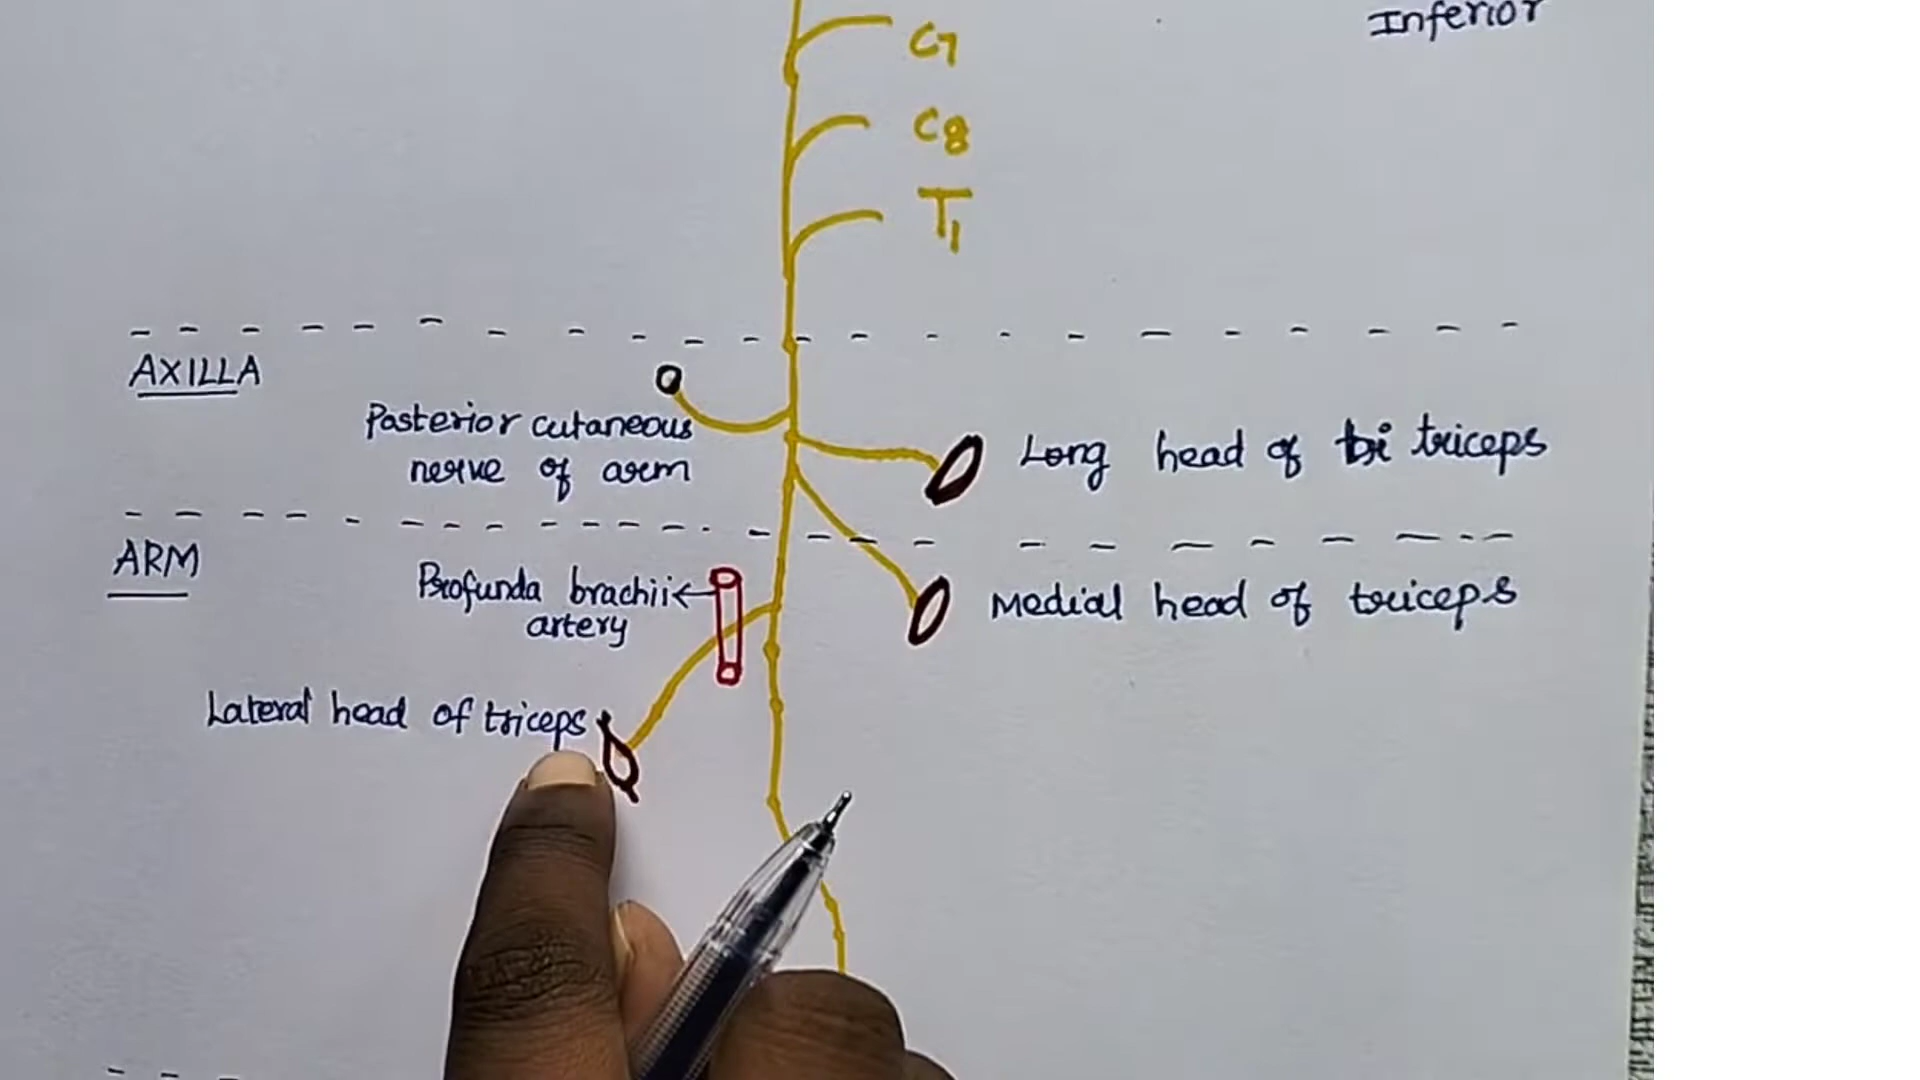 Inferior
C7
C8
T1
AXILLA
Posterior cutaneous
nerve of arm
Long head of tri triceps
ARM
Profunda brachii
artery
Medial head of triceps
Lateral head of triceps